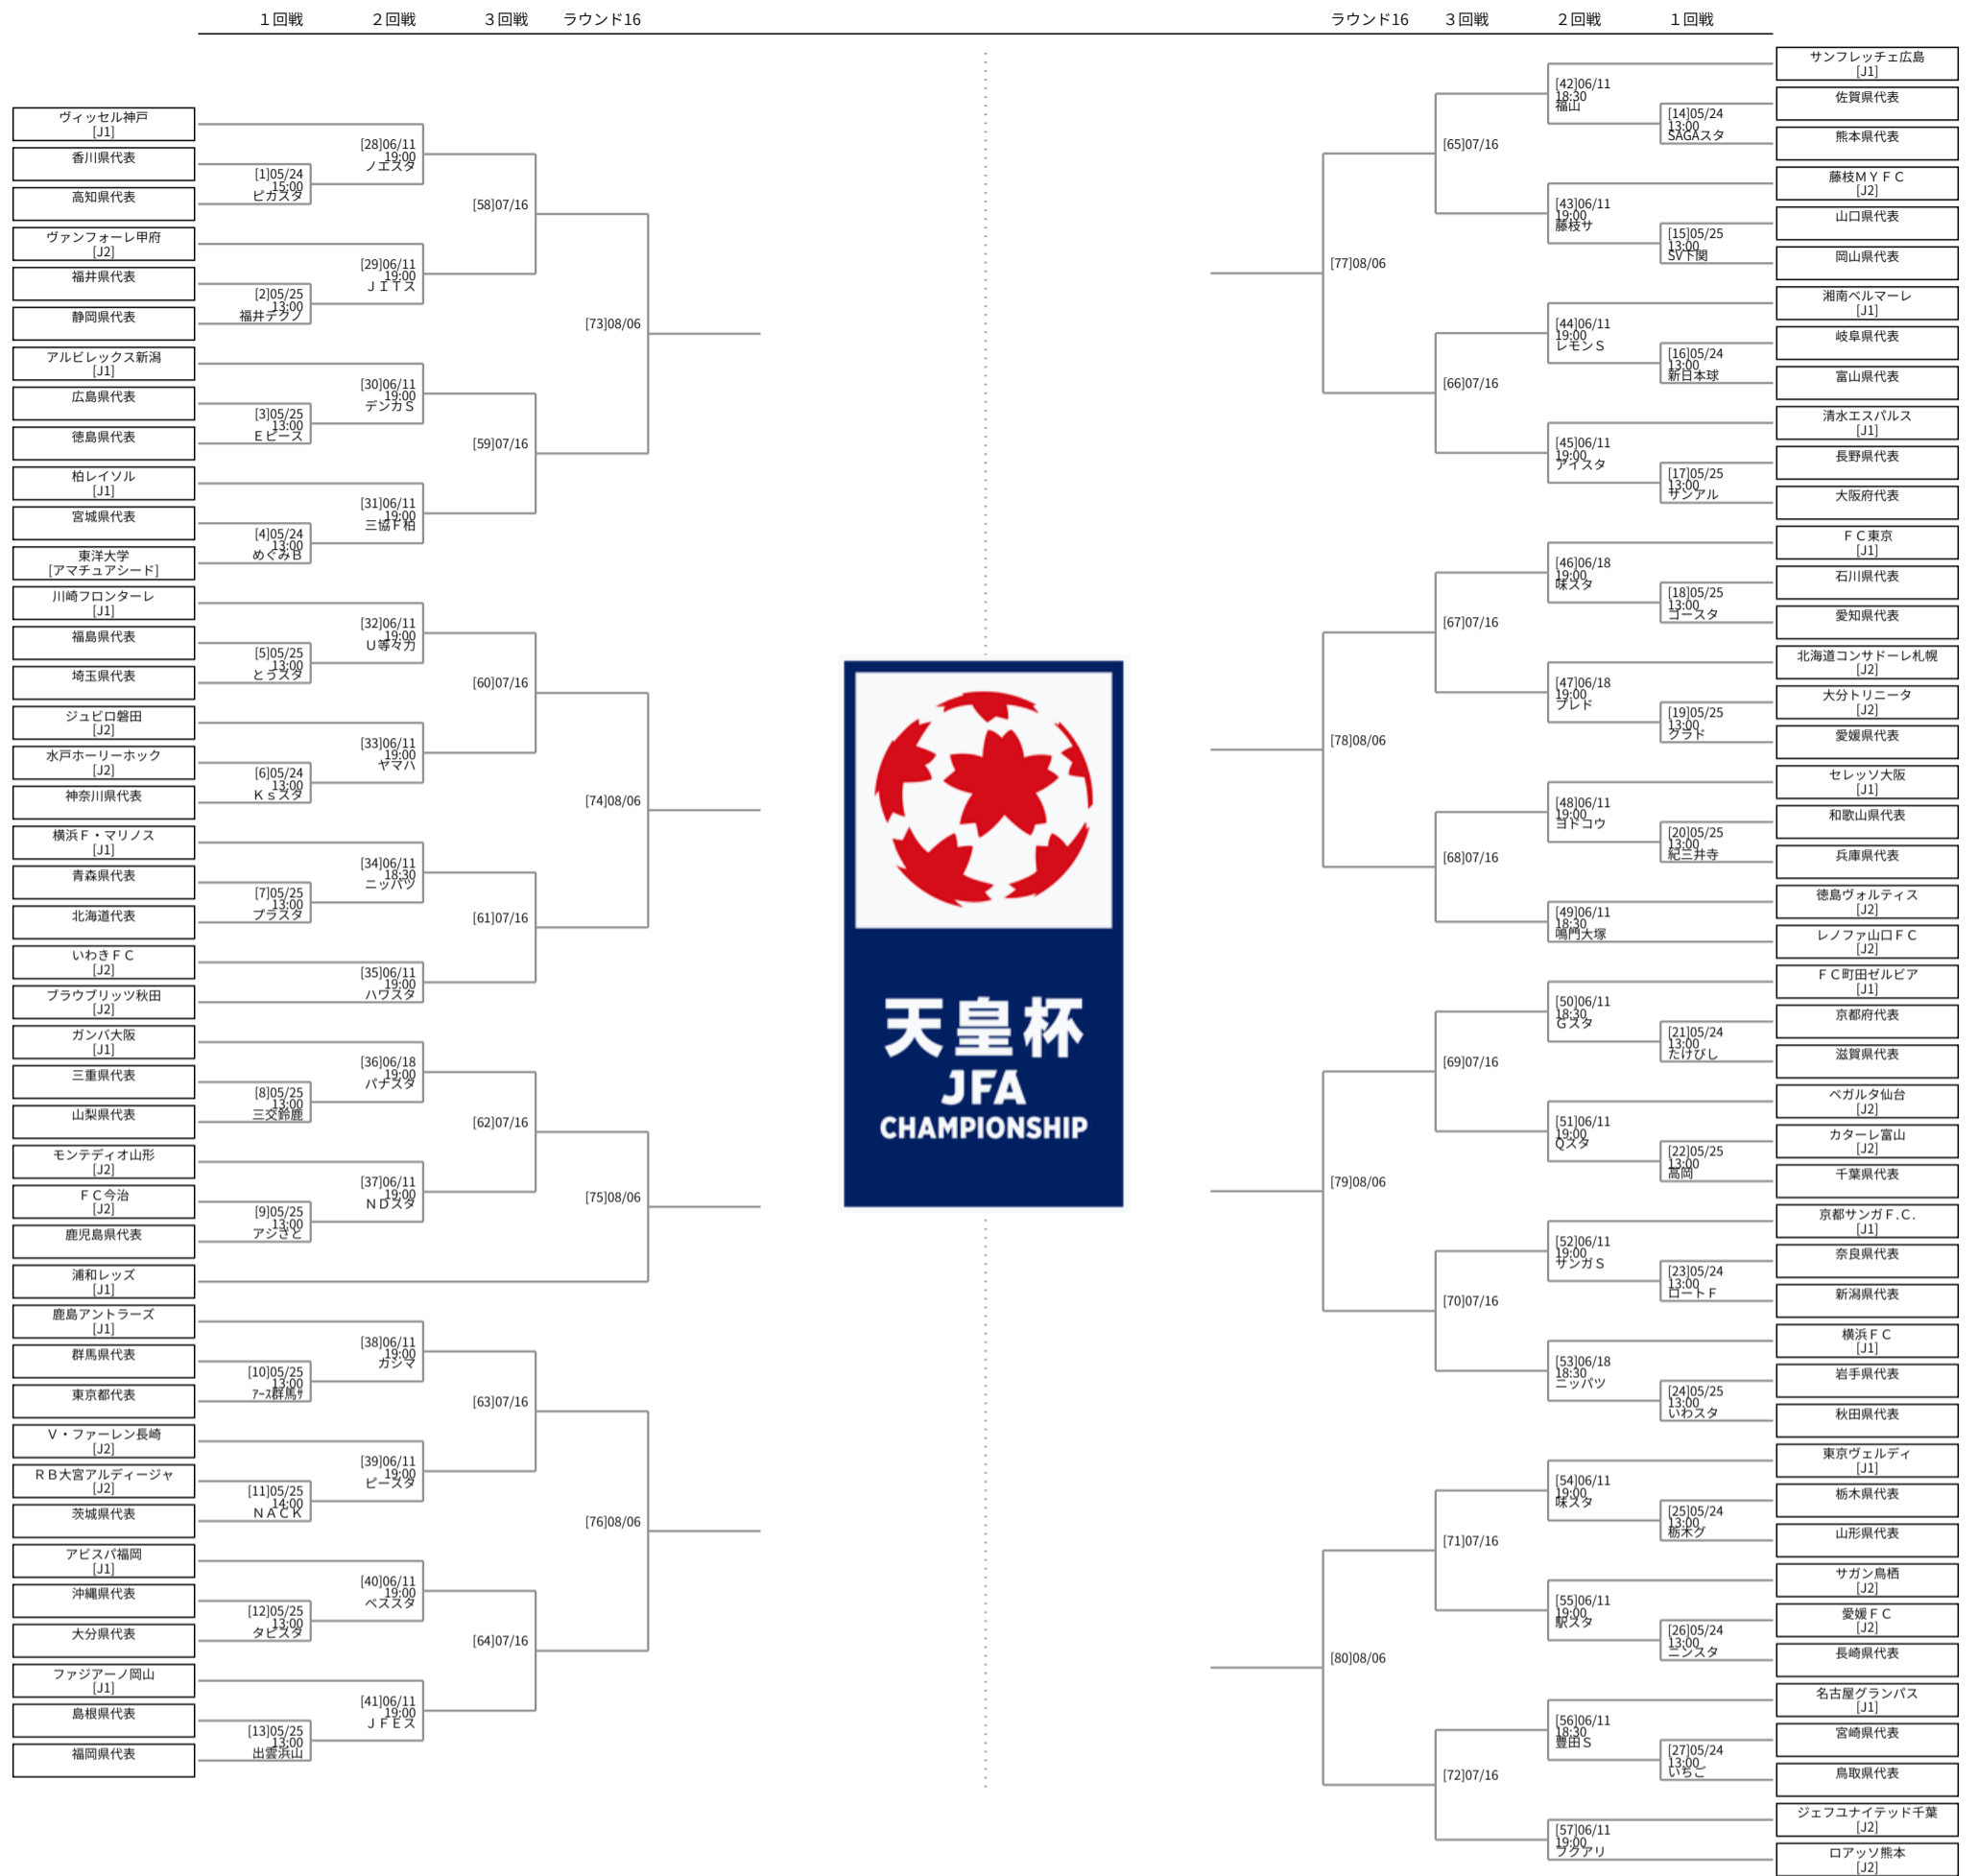 １回戦
２回戦
３回戦
ラウンド16
ラウンド16
３回戦
２回戦
１回戦
ヴィッセル神戸
[J1]
香川県代表
高知県代表
ヴァンフォーレ甲府
[J2]
福井県代表
静岡県代表
アルビレックス新潟
[J1]
広島県代表
徳島県代表
柏レイソル
[J1]
宮城県代表
東洋大学
[アマチュアシード]
川崎フロンターレ
[J1]
福島県代表
埼玉県代表
ジュビロ磐田
[J2]
水戸ホーリーホック
[J2]
神奈川県代表
横浜Ｆ・マリノス
[J1]
青森県代表
北海道代表
いわきＦＣ
[J2]
ブラウブリッツ秋田
[J2]
ガンバ大阪
[J1]
三重県代表
山梨県代表
モンテディオ山形
[J2]
ＦＣ今治
[J2]
鹿児島県代表
浦和レッズ
[J1]
鹿島アントラーズ
[J1]
群馬県代表
東京都代表
Ｖ・ファーレン長崎
[J2]
ＲＢ大宮アルディージャ
[J2]
茨城県代表
アビスパ福岡
[J1]
沖縄県代表
大分県代表
ファジアーノ岡山
[J1]
島根県代表
福岡県代表
[1]05/24
15:00
ピカスタ
[2]05/25
13:00
福井テクノ
[3]05/25
13:00
Ｅピース
[4]05/24
13:00
めぐみＢ
[5]05/25
13:00
とうスタ
[6]05/24
13:00
Ｋｓスタ
[7]05/25
13:00
プラスタ
[8]05/25
13:00
三交鈴鹿
[9]05/25
13:00
アシさと
[10]05/25
13:00
ｱｰｽ群馬ｻ
[11]05/25
14:00
ＮＡＣＫ
[12]05/25
13:00
タピスタ
[13]05/25
13:00
出雲浜山
[28]06/11
19:00
ノエスタ
[29]06/11
19:00
ＪＩＴス
[30]06/11
19:00
デンカＳ
[31]06/11
19:00
三協Ｆ柏
[32]06/11
19:00
Ｕ等々力
[33]06/11
19:00
ヤマハ
[34]06/11
18:30
ニッパツ
[35]06/11
19:00
ハワスタ
[36]06/18
19:00
パナスタ
[37]06/11
19:00
ＮＤスタ
[38]06/11
19:00
カシマ
[39]06/11
19:00
ピースタ
[40]06/11
19:00
ベススタ
[41]06/11
19:00
ＪＦＥス
[58]07/16
[59]07/16
[60]07/16
[61]07/16
[62]07/16
[63]07/16
[64]07/16
[73]08/06
[74]08/06
[75]08/06
[76]08/06
天皇杯
JFA
CHAMPIONSHIP
[77]08/06
[78]08/06
[79]08/06
[80]08/06
[65]07/16
[66]07/16
[67]07/16
[68]07/16
[69]07/16
[70]07/16
[71]07/16
[72]07/16
[42]06/11
18:30
福山
[43]06/11
19:00
藤枝サ
[44]06/11
19:00
レモンＳ
[45]06/11
19:00
アイスタ
[46]06/18
19:00
味スタ
[47]06/18
19:00
プレド
[48]06/11
19:00
ヨドコウ
[49]06/11
18:30
鳴門大塚
[50]06/11
18:30
Ｇスタ
[51]06/11
19:00
Qスタ
[52]06/11
19:00
サンガＳ
[53]06/18
18:30
ニッパツ
[54]06/11
19:00
味スタ
[55]06/11
19:00
駅スタ
[56]06/11
18:30
豊田Ｓ
[57]06/11
19:00
フクアリ
[14]05/24
13:00
SAGAスタ
[15]05/25
13:00
SV下関
[16]05/24
13:00
新日本球
[17]05/25
13:00
サンアル
[18]05/25
13:00
ゴースタ
[19]05/25
13:00
クラド
[20]05/25
13:00
紀三井寺
[21]05/24
13:00
たけびし
[22]05/25
13:00
高岡
[23]05/24
13:00
ロートＦ
[24]05/25
13:00
いわスタ
[25]05/24
13:00
栃木グ
[26]05/24
13:00
ニンスタ
[27]05/24
13:00
いちご
サンフレッチェ広島
[J1]
佐賀県代表
熊本県代表
藤枝ＭＹＦＣ
[J2]
山口県代表
岡山県代表
湘南ベルマーレ
[J1]
岐阜県代表
富山県代表
清水エスパルス
[J1]
長野県代表
大阪府代表
ＦＣ東京
[J1]
石川県代表
愛知県代表
北海道コンサドーレ札幌
[J2]
大分トリニータ
[J2]
愛媛県代表
セレッソ大阪
[J1]
和歌山県代表
兵庫県代表
徳島ヴォルティス
[J2]
レノファ山口ＦＣ
[J2]
ＦＣ町田ゼルビア
[J1]
京都府代表
滋賀県代表
ベガルタ仙台
[J2]
カターレ富山
[J2]
千葉県代表
京都サンガＦ.Ｃ.
[J1]
奈良県代表
新潟県代表
横浜ＦＣ
[J1]
岩手県代表
秋田県代表
東京ヴェルディ
[J1]
栃木県代表
山形県代表
サガン鳥栖
[J2]
愛媛ＦＣ
[J2]
長崎県代表
名古屋グランパス
[J1]
宮崎県代表
鳥取県代表
ジェフユナイテッド千葉
[J2]
ロアッソ熊本
[J2]